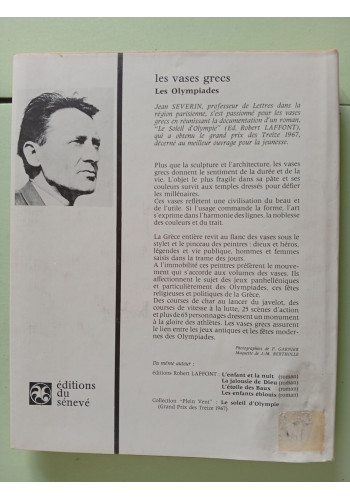 les vases grecs
Les Olympiades
Jean SEVERIN, professeur de Lettres dans la
région parisienne, s'est passionné pour les vases
grecs en réunissant la documentation d'un roman,
"Le Soleil d'Olympie" (Ed. Robert LAFFONT),
qui a obtenu le grand prix des Treize 1967,
décerné au meilleur ouvrage pour la jeunesse.
Plus que la sculpture et l'architecture, les vases
grecs donnent le sentiment de la durée et de la
vie. L'objet le plus fragile dans sa pâte et ses
couleurs survit aux temples dressés pour défier
les millénaires.
Ces vases reflètent une civilisation du beau et
de l'utile. Si l'usage commande la forme, l'art
s'exprime dans l'harmonie des lignes, la noblesse
des couleurs et du trait.
La Grèce entière revit au flanc des vases sous le
stylet et le pinceau des peintres : dieux et héros,
légendes et vie publique, hommes et femmes
saisis dans la trame des jours.
A l'immobilité ces peintres préfèrent le mouve-
ment qui s'accorde aux volumes des vases. Ils
affectionnent le sujet des jeux panhelléniques
et particulièrement des Olympiades, ces fêtes
religieuses et politiques de la Grèce.
Des courses de char au lancer du javelot, des
courses de vitesse à la lutte, 25 scènes d'action
et plus de 65 personnages dressent un monument
à la gloire des athlètes. Les vases grecs assurent
le lien entre les jeux antiques et les fêtes moder-
nes des Olympiades.
Photographies de F. GARNIER
Maquette de J.-M. BERTHOLLE
Du même auteur :
éditions Robert LAFFONT : L'enfant et la nuit (roman)
La jalousie de Dieu (roman)
L'étoile des Baux (roman)
Les enfants éblouis (roman)
Collection "Plein Vent" : Le soleil d'Olympie
(Grand Prix des Treize 1967)
éditions
du
sénevé